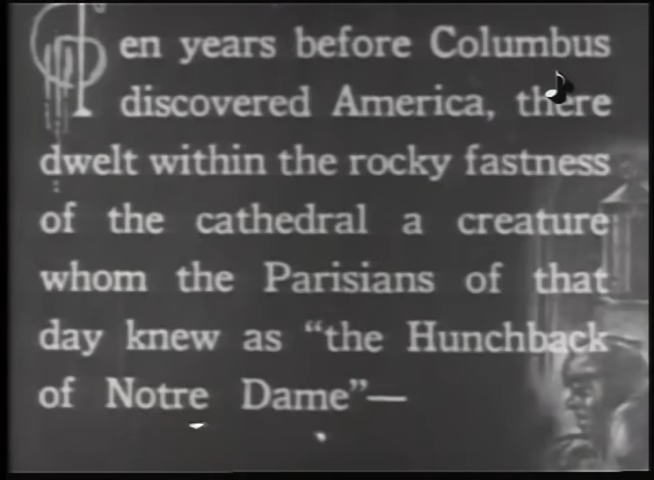 Ten years before Columbus
discovered America, there
dwelt within the rocky fastness
of the cathedral a creature
whom the Parisians of that
day knew as “the Hunchback
of Notre Dame”—